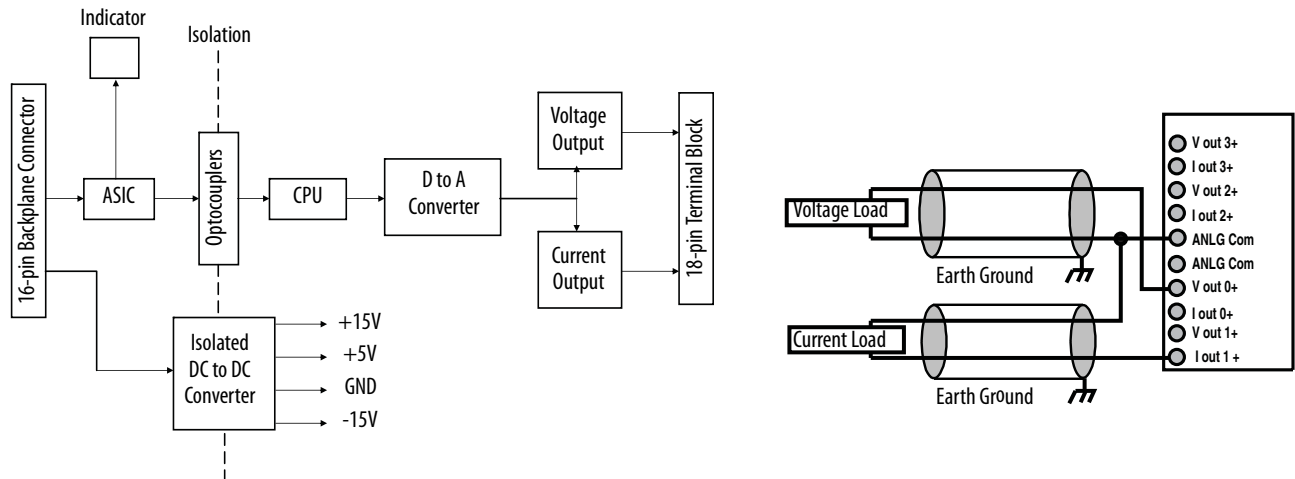 Indicator
Isolation
16-pin Backplane Connector
ASIC
Optocouplers
CPU
D to A
Converter
Voltage
Output
Current
Output
18-pin Terminal Block
Isolated
DC to DC
Converter
+15V
+5V
GND
-15V
Voltage Load
Earth Ground
Current Load
Earth Ground
V out 3+
I out 3+
V out 2+
I out 2+
ANLG Com
ANLG Com
V out 0+
I out 0+
V out 1+
I out 1 +